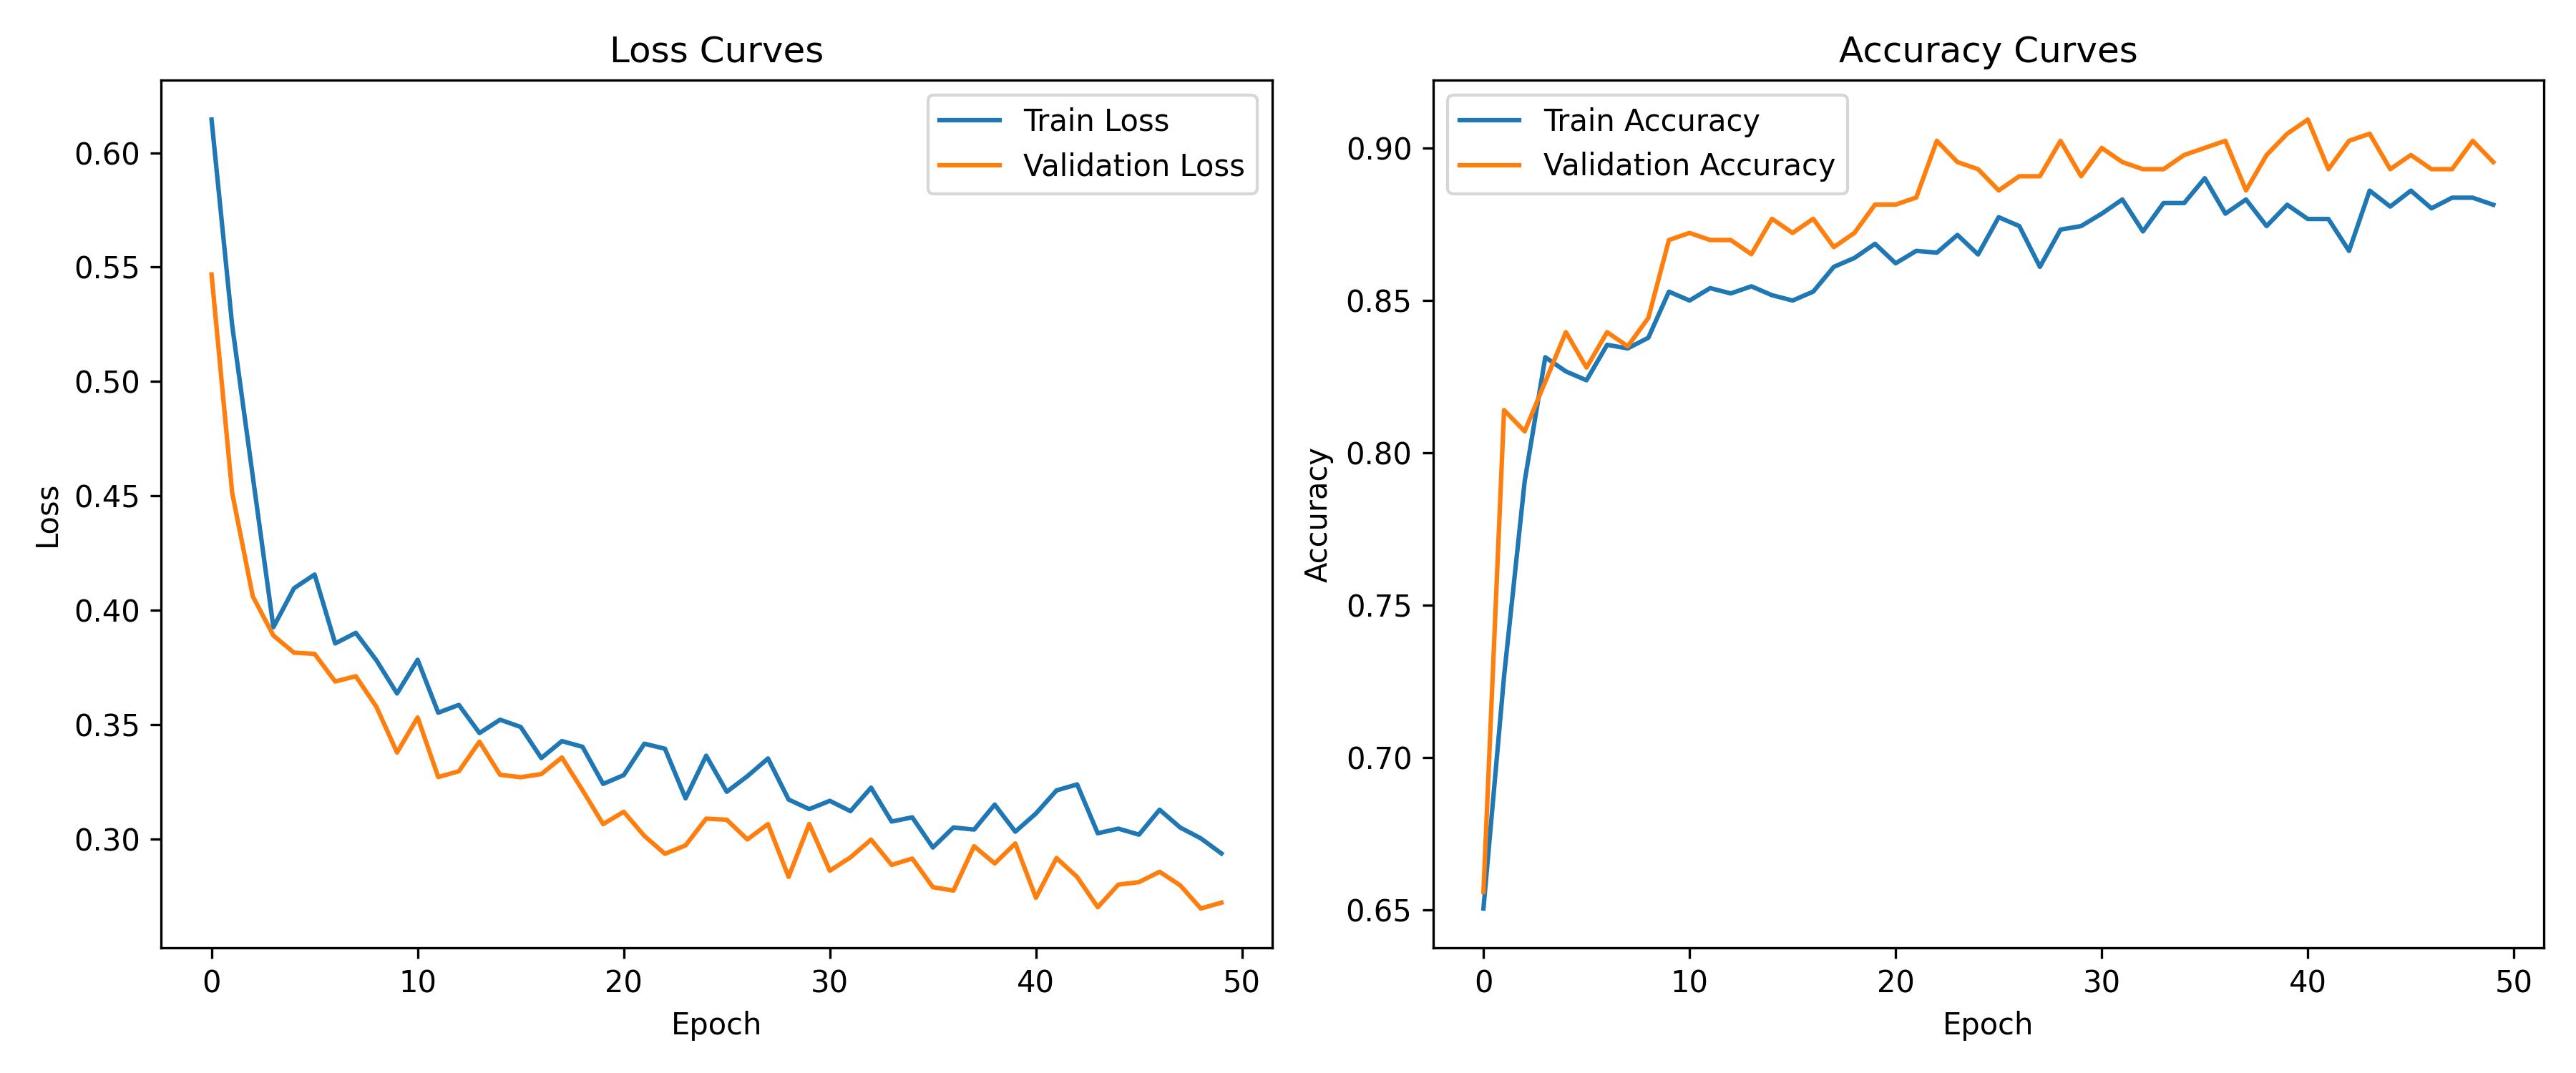 Loss Curves
Train Loss
Validation Loss
0.60
0.55
0.50
0.45
0.40
0.35
0.30
Loss
0 10 20 30 40 50
Epoch
Accuracy Curves
Train Accuracy
Validation Accuracy
0.90
0.85
0.80
0.75
0.70
0.65
Accuracy
0 10 20 30 40 50
Epoch